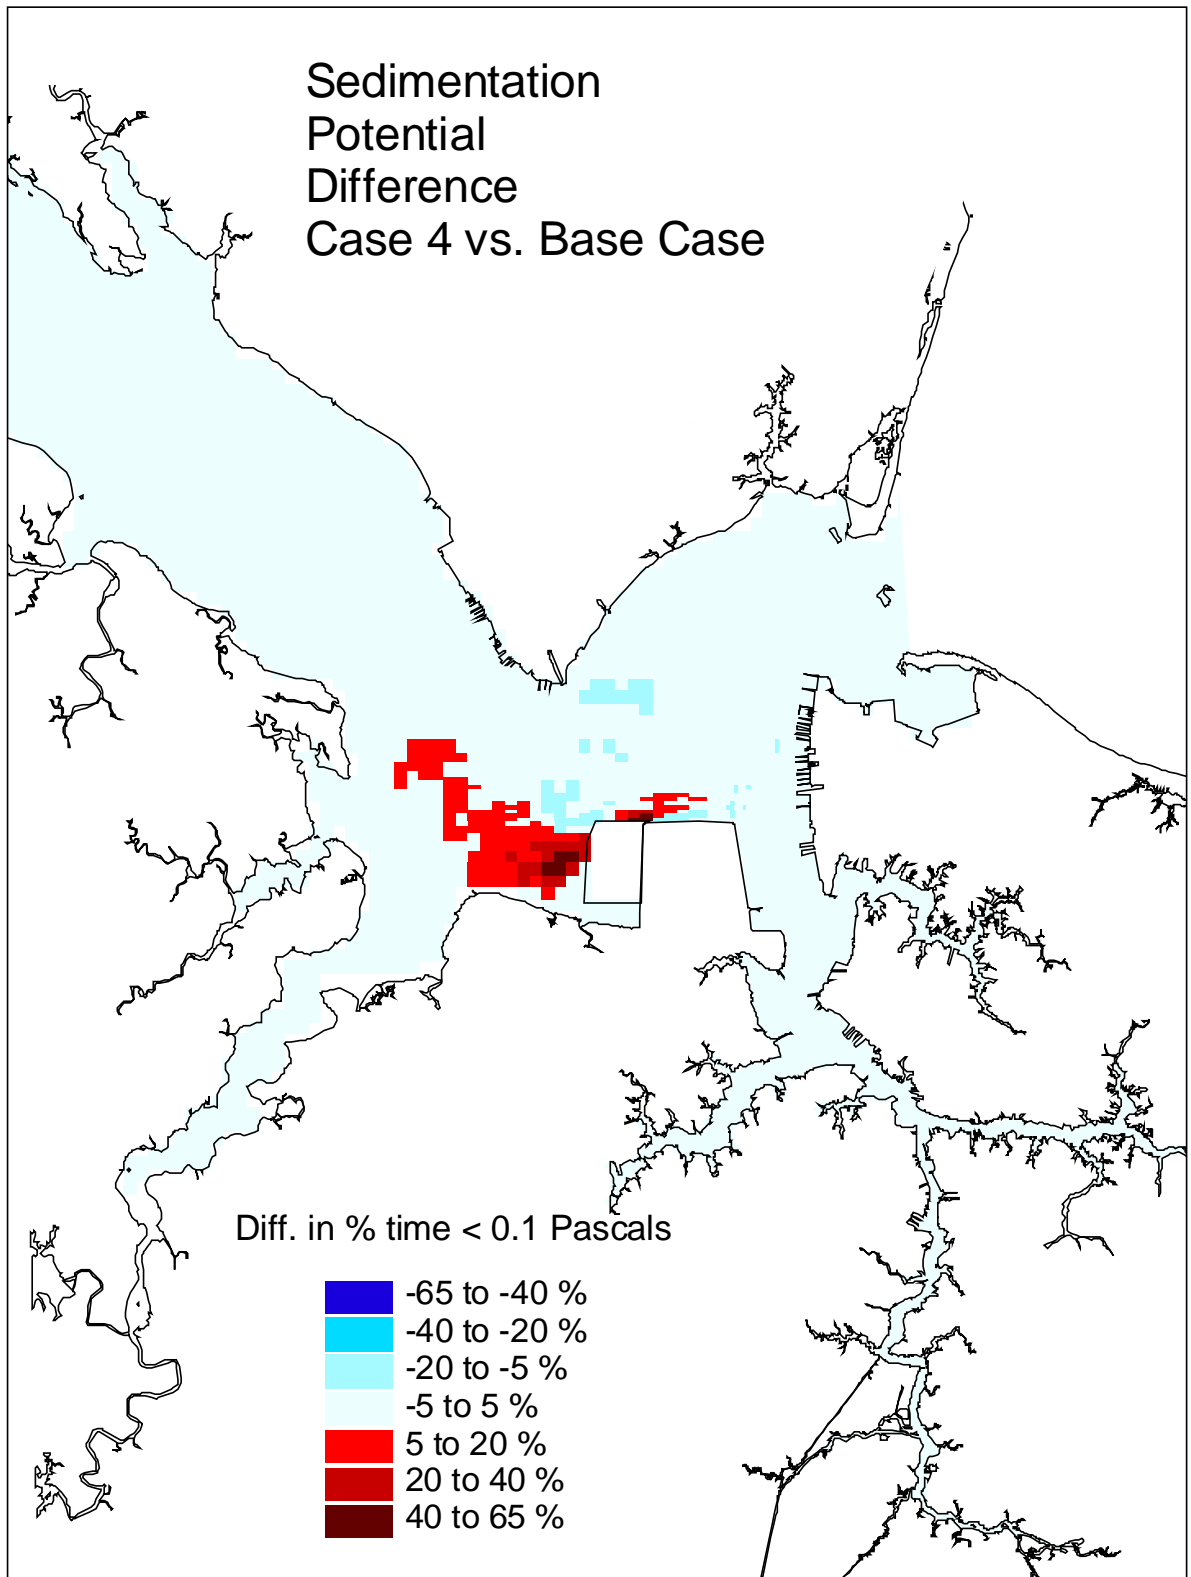 Sedimentation
Potential
Difference
Case 4 vs. Base Case
Diff. in % time < 0.1 Pascals
-65 to -40 %
-40 to -20 %
-20 to -5 %
-5 to 5 %
5 to 20 %
20 to 40 %
40 to 65 %